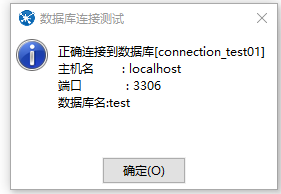 数据库连接测试
正确连接到数据库[connection_test01]
主机名 : localhost
端口 : 3306
数据库名:test
确定(O)